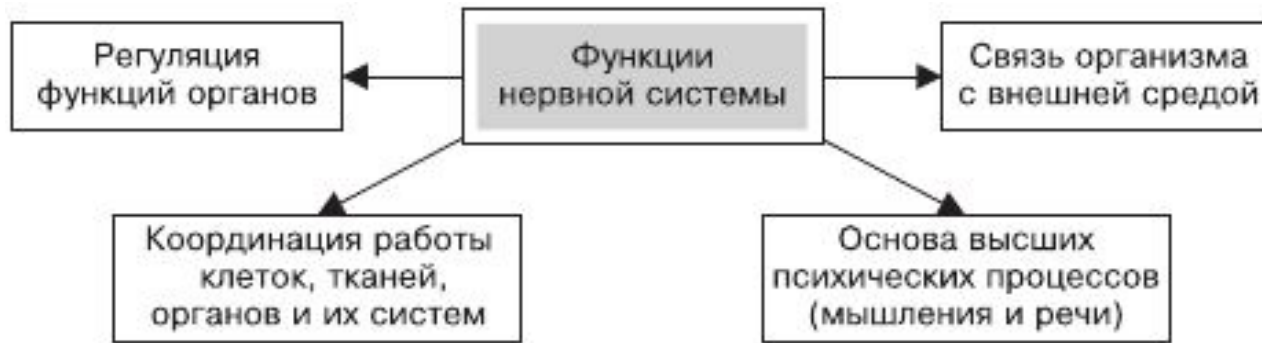 Регуляция
функций органов
Функции
нервной системы
Связь организма
с внешней средой
Координация работы
клеток, тканей,
органов и их систем
Основа высших
психических процессов
(мышления и речи)